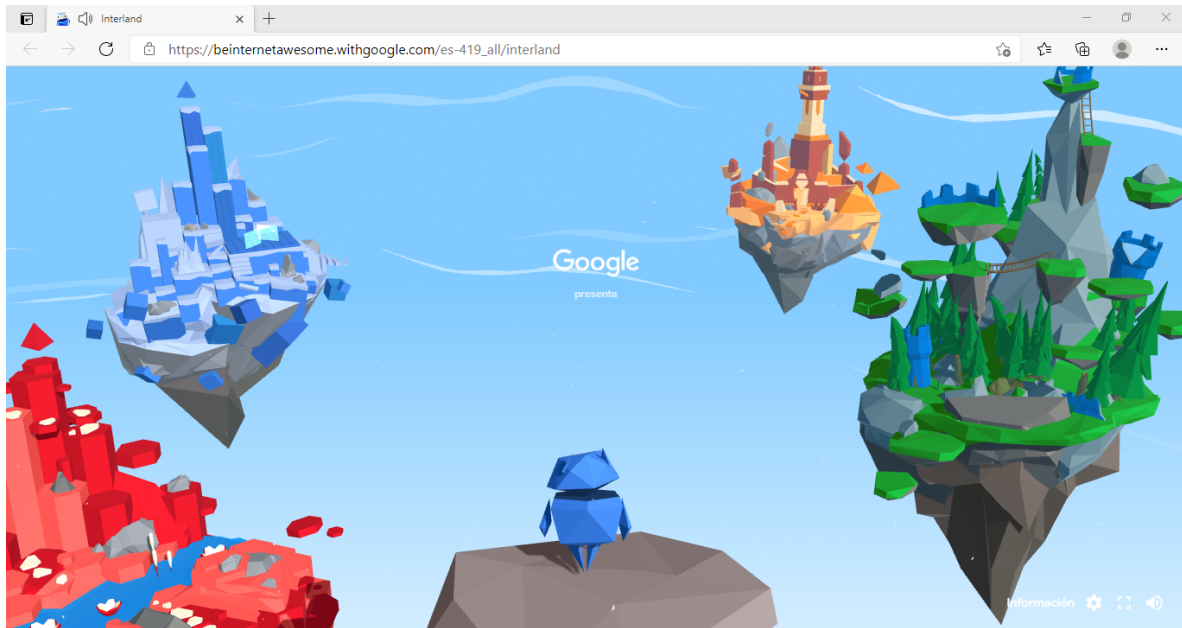 Interland
https://beinternetawesome.withgoogle.com/es-419_all/interland
Google
presenta
Información